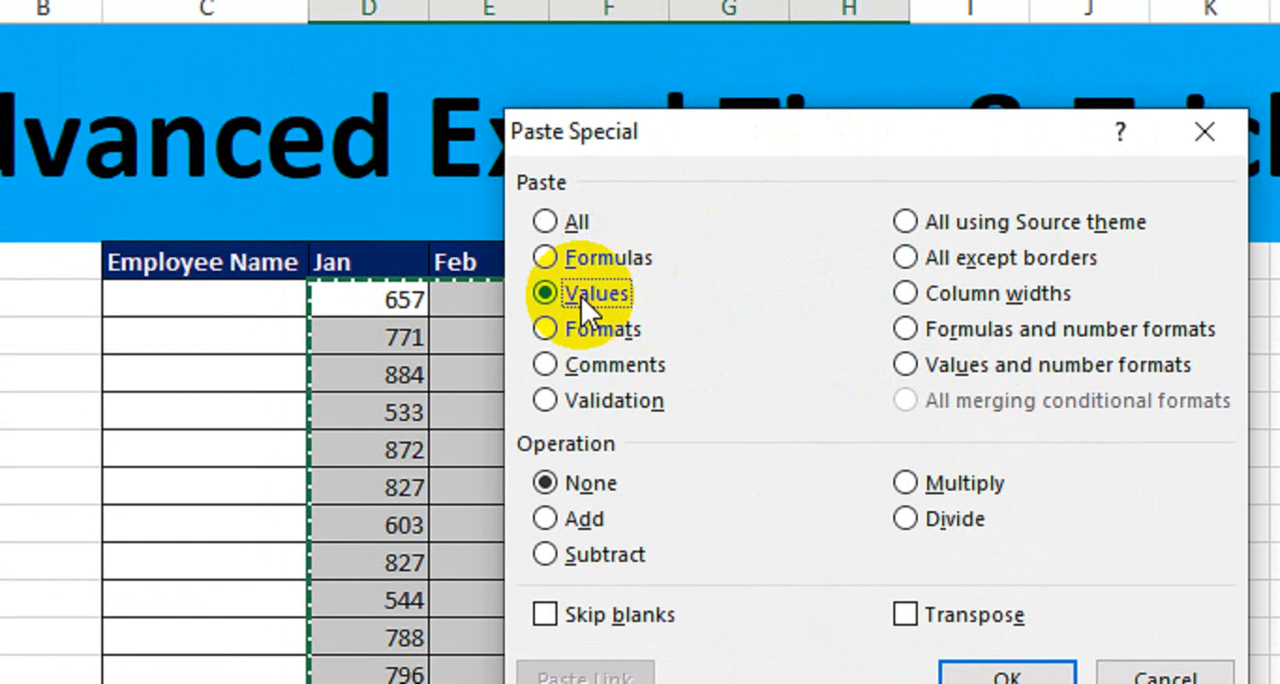 B C D E F G H I J K
dvanced Ex
Paste Special ? ×
Paste
All All using Source theme
Formulas All except borders
Values Column widths
Formats Formulas and number formats
Comments Values and number formats
Validation All merging conditional formats
Operation
None Multiply
Add Divide
Subtract
Skip blanks Transpose
Paste Link OK Cancel
Employee Name Jan Feb
657
771
884
533
872
827
603
827
544
788
796